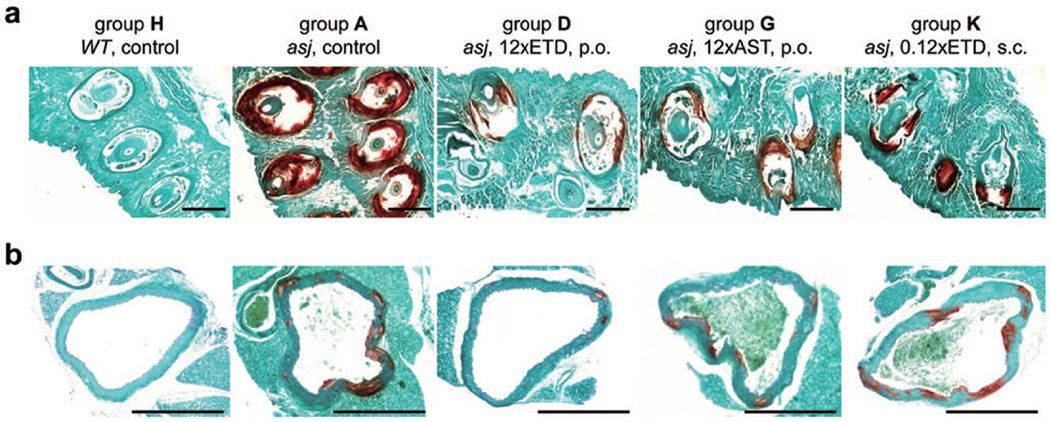 a
group H
WT, control
group A
asj, control
group D
asj, 12xETD, p.o.
group G
asj, 12xAST, p.o.
group K
asj, 0.12xETD, s.c.
b